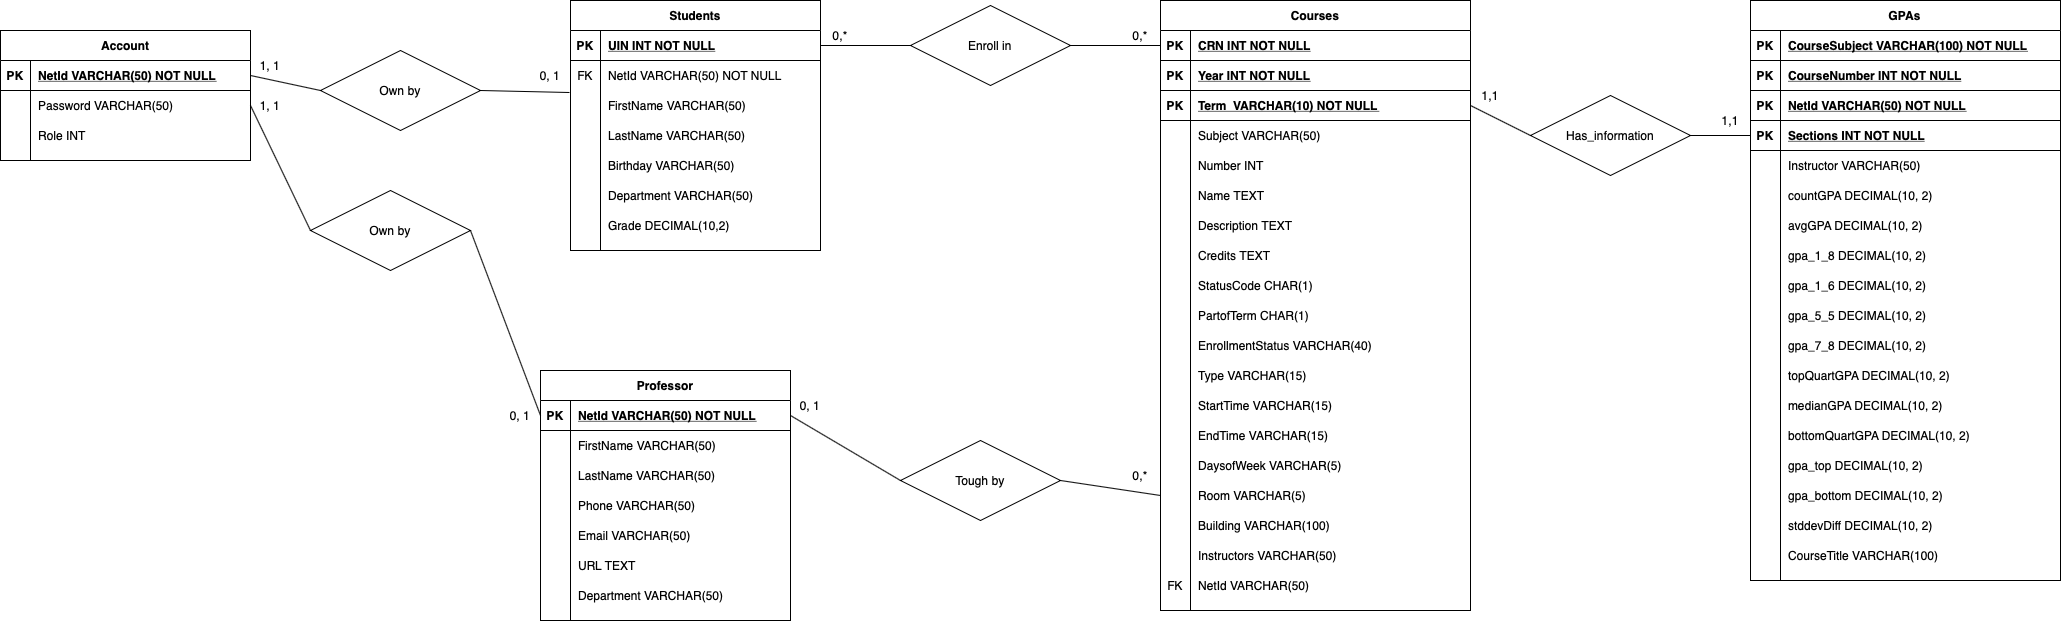 Account
PK NetId VARCHAR(50) NOT NULL
Password VARCHAR(50)
Role INT
1, 1
1, 1
Own by
0, 1
Own by
0, 1
Students
PK UIN INT NOT NULL
FK NetId VARCHAR(50) NOT NULL
FirstName VARCHAR(50)
LastName VARCHAR(50)
Birthday VARCHAR(50)
Department VARCHAR(50)
Grade DECIMAL(10,2)
0,*
Enroll in
0,*
Professor
PK NetId VARCHAR(50) NOT NULL
FirstName VARCHAR(50)
LastName VARCHAR(50)
Phone VARCHAR(50)
Email VARCHAR(50)
URL TEXT
Department VARCHAR(50)
0, 1
Tough by
0,*
Courses
PK CRN INT NOT NULL
PK Year INT NOT NULL
PK Term VARCHAR(10) NOT NULL
Subject VARCHAR(50)
Number INT
Name TEXT
Description TEXT
Credits TEXT
StatusCode CHAR(1)
PartofTerm CHAR(1)
EnrollmentStatus VARCHAR(40)
Type VARCHAR(15)
StartTime VARCHAR(15)
EndTime VARCHAR(15)
DaysofWeek VARCHAR(5)
Room VARCHAR(5)
Building VARCHAR(100)
Instructors VARCHAR(50)
FK NetId VARCHAR(50)
1,1
Has_information
1,1
GPAs
PK CourseSubject VARCHAR(100) NOT NULL
PK CourseNumber INT NOT NULL
PK NetId VARCHAR(50) NOT NULL
PK Sections INT NOT NULL
Instructor VARCHAR(50)
countGPA DECIMAL(10, 2)
avgGPA DECIMAL(10, 2)
gpa_1_8 DECIMAL(10, 2)
gpa_1_6 DECIMAL(10, 2)
gpa_5_5 DECIMAL(10, 2)
gpa_7_8 DECIMAL(10, 2)
topQuartGPA DECIMAL(10, 2)
medianGPA DECIMAL(10, 2)
bottomQuartGPA DECIMAL(10, 2)
gpa_top DECIMAL(10, 2)
gpa_bottom DECIMAL(10, 2)
stddevDiff DECIMAL(10, 2)
CourseTitle VARCHAR(100)